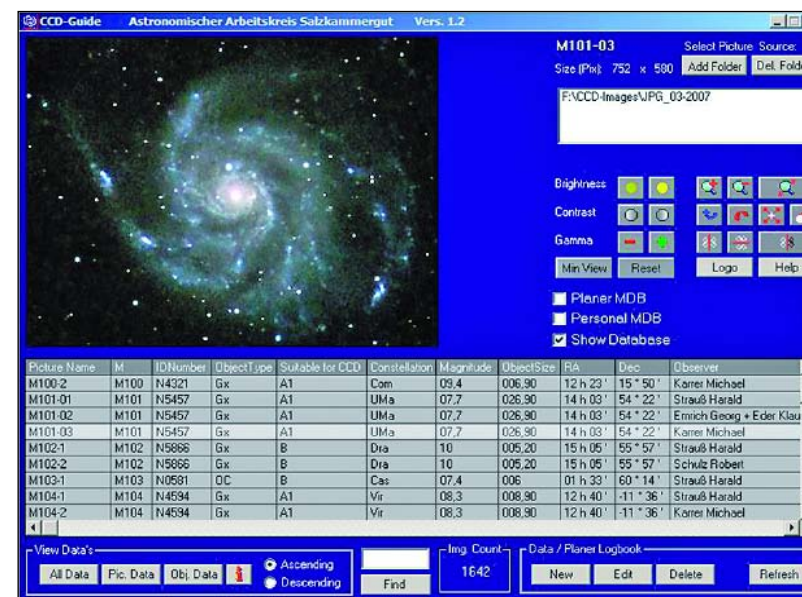 CCD-Guide Astronomischer Arbeitskreis Salzkammergut Vers. 1.2
M101-03 Select Picture Source:
Size (Pix): 752 x 580 Add Folder Del. Folde
F:\CCD-Images\JPG_03-2007
Brightness
Contrast
Gamma
Min View Reset Logo Help
Planer MDB
Personal MDB
Show Database
Picture Name M IDNumber ObjectType Suitable for CCD Constellation Magnitude ObjectSize RA Dec Observer
M100-2 M100 N4321 Gx A1 Com 09,4 006,90 12 h 23 ' 15 ° 50 ' Karrer Michael
M101-01 M101 N5457 Gx A1 UMa 07,7 026,90 14 h 03 ' 54 ° 22 ' Strauß Harald
M101-02 M101 N5457 Gx A1 UMa 07,7 026,90 14 h 03 ' 54 ° 22 ' Emrich Georg + Eder Klau
M101-03 M101 N5457 Gx A1 UMa 07,7 026,90 14 h 03 ' 54 ° 22 ' Karrer Michael
M102-1 M102 N5866 Gx B Dra 10 005,20 15 h 05 ' 55 ° 57 ' Strauß Harald
M102-2 M102 N5866 Gx B Dra 10 005,20 15 h 05 ' 55 ° 57 ' Schulz Robert
M103-1 M103 N0581 OC B Cas 07,4 006 01 h 33 ' 60 ° 14 ' Strauß Harald
M104-1 M104 N4594 Gx A1 Vir 08,3 008,90 12 h 40 ' -11 ° 36 ' Strauß Harald
M104-2 M104 N4594 Gx A1 Vir 08,3 008,90 12 h 40 ' -11 ° 36 ' Karrer Michael
View Data's Img. Count Data / Planer Logbook
All Data Pic. Data Obj. Data Ascending 1642 New Edit Delete Refresh
Descending Find